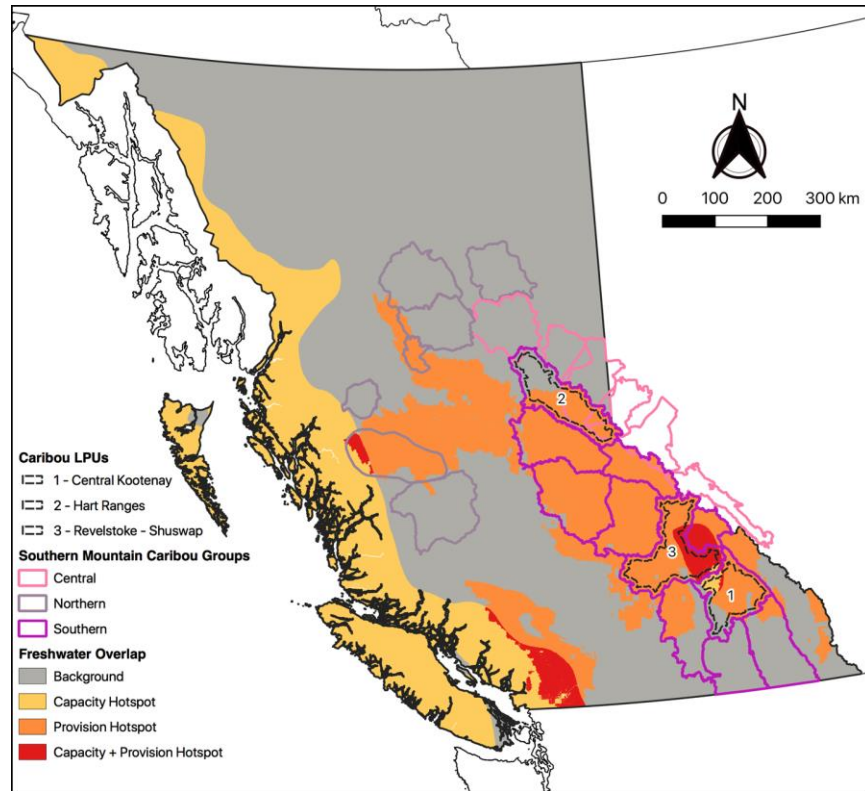 N
0 100 200 300 km
2
3
1
Caribou LPUs
1 - Central Kootenay
2 - Hart Ranges
3 - Revelstoke - Shuswap
Southern Mountain Caribou Groups
Central
Northern
Southern
Freshwater Overlap
Background
Capacity Hotspot
Provision Hotspot
Capacity + Provision Hotspot